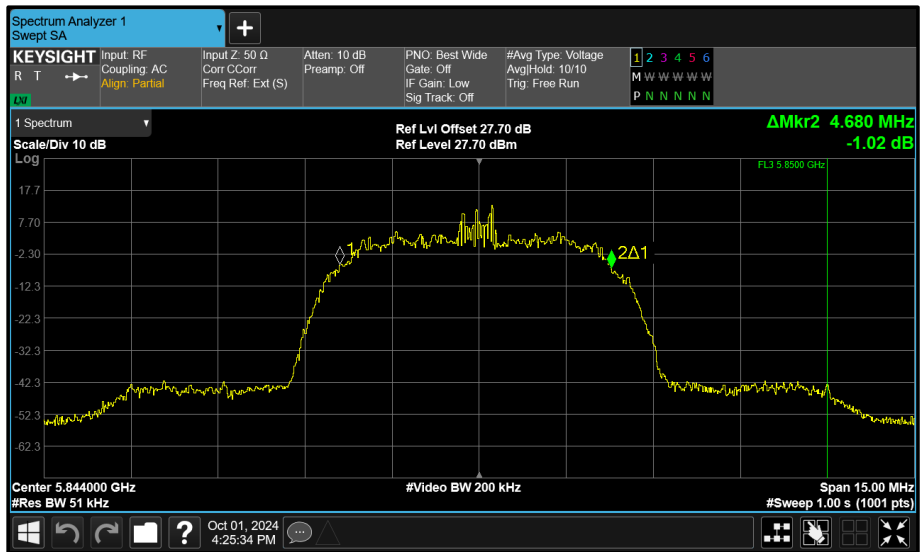 Spectrum Analyzer 1
Swept SA
+
KEYSIGHT
R T
LXI
Input: RF
Coupling: AC
Align: Partial
Input Z: 50 Ω
Corr CCorr
Freq Ref: Ext (S)
Atten: 10 dB
Preamp: Off
PNO: Best Wide
Gate: Off
IF Gain: Low
Sig Track: Off
#Avg Type: Voltage
Avg|Hold: 10/10
Trig: Free Run
1 2 3 4 5 6
M W W W W W
P N N N N N
1 Spectrum
Scale/Div 10 dB
Ref Lvl Offset 27.70 dB
Ref Level 27.70 dBm
ΔMkr2 4.680 MHz
-1.02 dB
Log
FL3 5.8500 GHz
17.7
7.70
-2.30
1
2Δ1
-12.3
-22.3
-32.3
-42.3
-52.3
-62.3
Center 5.844000 GHz
#Video BW 200 kHz
Span 15.00 MHz
#Res BW 51 kHz
#Sweep 1.00 s (1001 pts)
?
Oct 01, 2024
4:25:34 PM